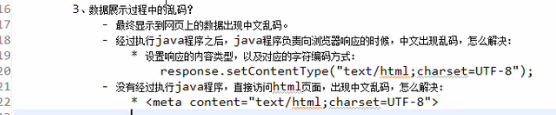 16 3、数据展示过程中的乱码?
17 - 最终显示到网页上的数据出现中文乱码。
18 - 经过执行java程序之后，java程序负责向浏览器响应的时候，中文出现乱码，怎么解决：
19 * 设置响应的内容类型，以及对应的字符编码方式：
20 response.setContentType("text/html;charset=UTF-8");
21 - 没有经过执行java程序，直接访问html页面，出现中文乱码，怎么解决：
22 * <meta content="text/html;charset=UTF-8">